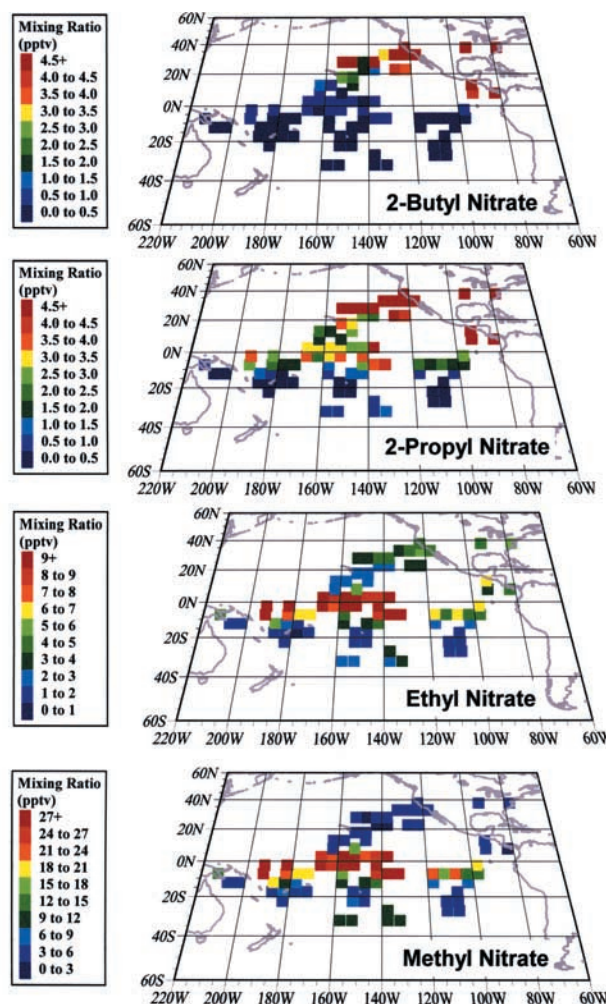 Mixing Ratio
(pptv)
4.5+
4.0 to 4.5
3.5 to 4.0
3.0 to 3.5
2.5 to 3.0
2.0 to 2.5
1.5 to 2.0
1.0 to 1.5
0.5 to 1.0
0.0 to 0.5
60N
40N
20N
0N
20S
40S
60S
2-Butyl Nitrate
220W 200W 180W 160W 140W 120W 100W 80W 60W
Mixing Ratio
(pptv)
4.5+
4.0 to 4.5
3.5 to 4.0
3.0 to 3.5
2.5 to 3.0
2.0 to 2.5
1.5 to 2.0
1.0 to 1.5
0.5 to 1.0
0.0 to 0.5
60N
40N
20N
0N
20S
40S
60S
2-Propyl Nitrate
220W 200W 180W 160W 140W 120W 100W 80W 60W
Mixing Ratio
(pptv)
9+
8 to 9
7 to 8
6 to 7
5 to 6
4 to 5
3 to 4
2 to 3
1 to 2
0 to 1
60N
40N
20N
0N
20S
40S
60S
Ethyl Nitrate
220W 200W 180W 160W 140W 120W 100W 80W 60W
Mixing Ratio
(pptv)
27+
24 to 27
21 to 24
18 to 21
15 to 18
12 to 15
9 to 12
6 to 9
3 to 6
0 to 3
60N
40N
20N
0N
20S
40S
60S
Methyl Nitrate
220W 200W 180W 160W 140W 120W 100W 80W 60W